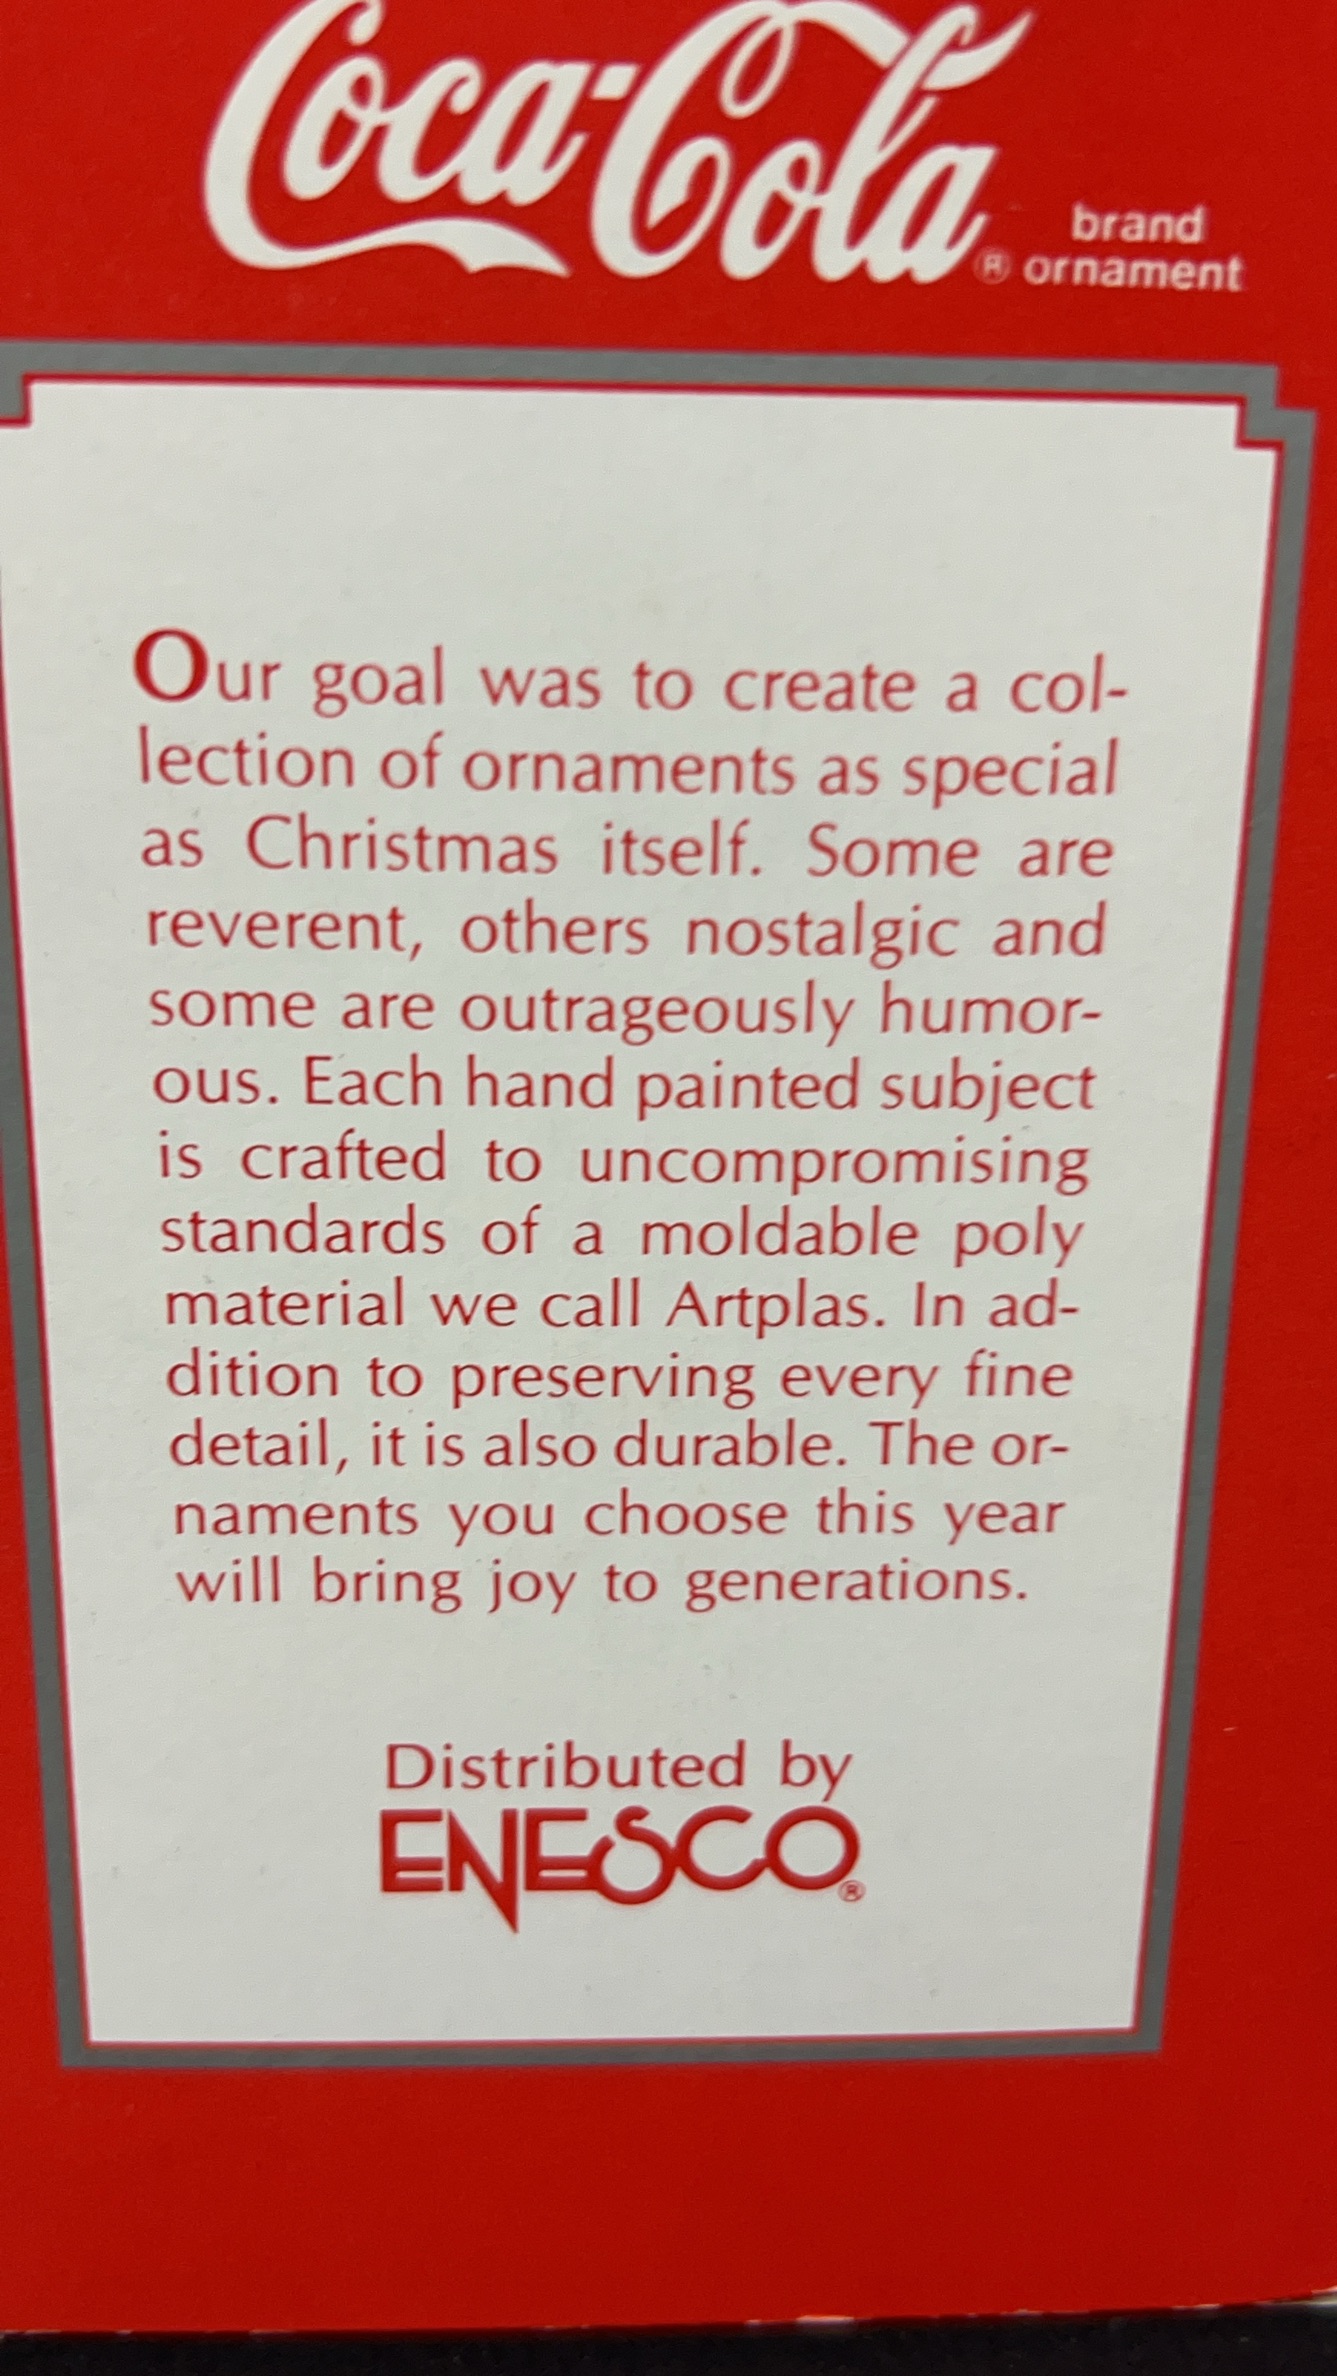 Coca-Cola® brand
ornament
Our goal was to create a col-
lection of ornaments as special
as Christmas itself. Some are
reverent, others nostalgic and
some are outrageously humor-
ous. Each hand painted subject
is crafted to uncompromising
standards of a moldable poly
material we call Artplas. In ad-
dition to preserving every fine
detail, it is also durable. The or-
naments you choose this year
will bring joy to generations.
Distributed by
ENESCO®